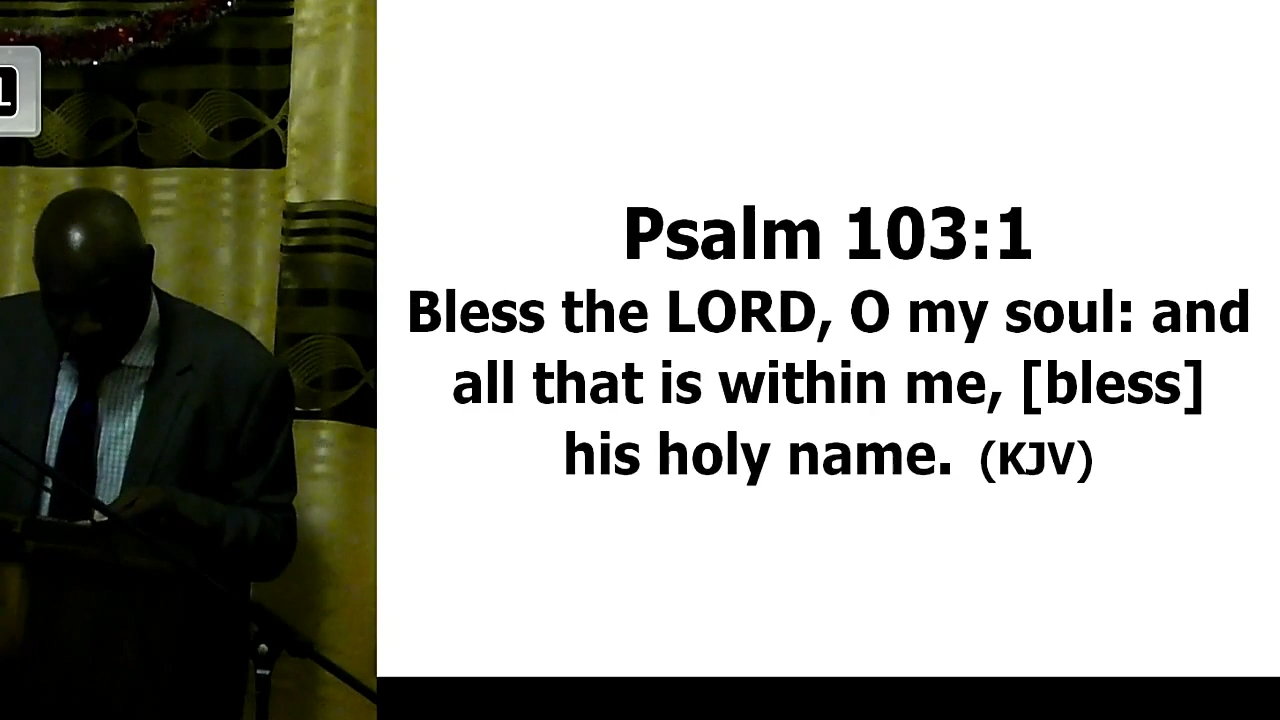 Psalm 103:1
Bless the LORD, O my soul: and
all that is within me, [bless]
his holy name. (KJV)